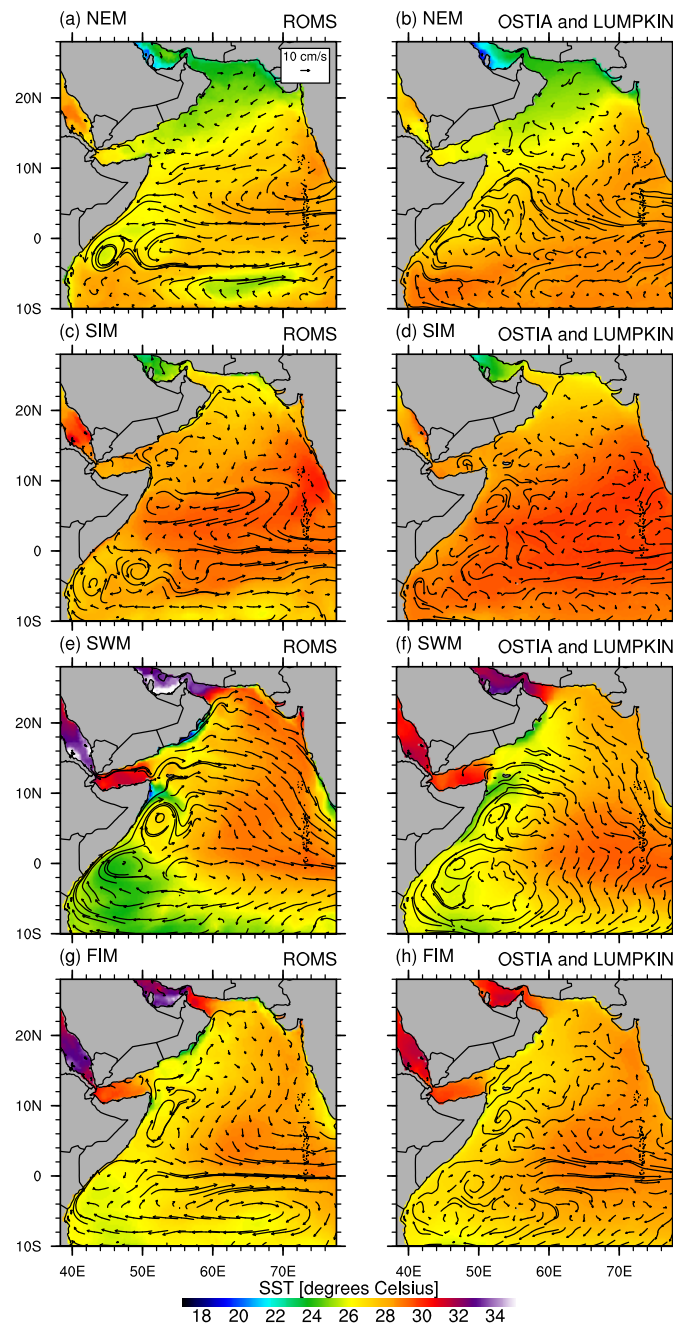 (a) NEM ROMS
(b) NEM OSTIA and LUMPKIN
10 cm/s
20N
10N
0
10S
(c) SIM ROMS
(d) SIM OSTIA and LUMPKIN
20N
10N
0
10S
(e) SWM ROMS
(f) SWM OSTIA and LUMPKIN
20N
10N
0
10S
(g) FIM ROMS
(h) FIM OSTIA and LUMPKIN
20N
10N
0
10S
40E 50E 60E 70E 40E 50E 60E 70E
SST [degrees Celsius]
18 20 22 24 26 28 30 32 34